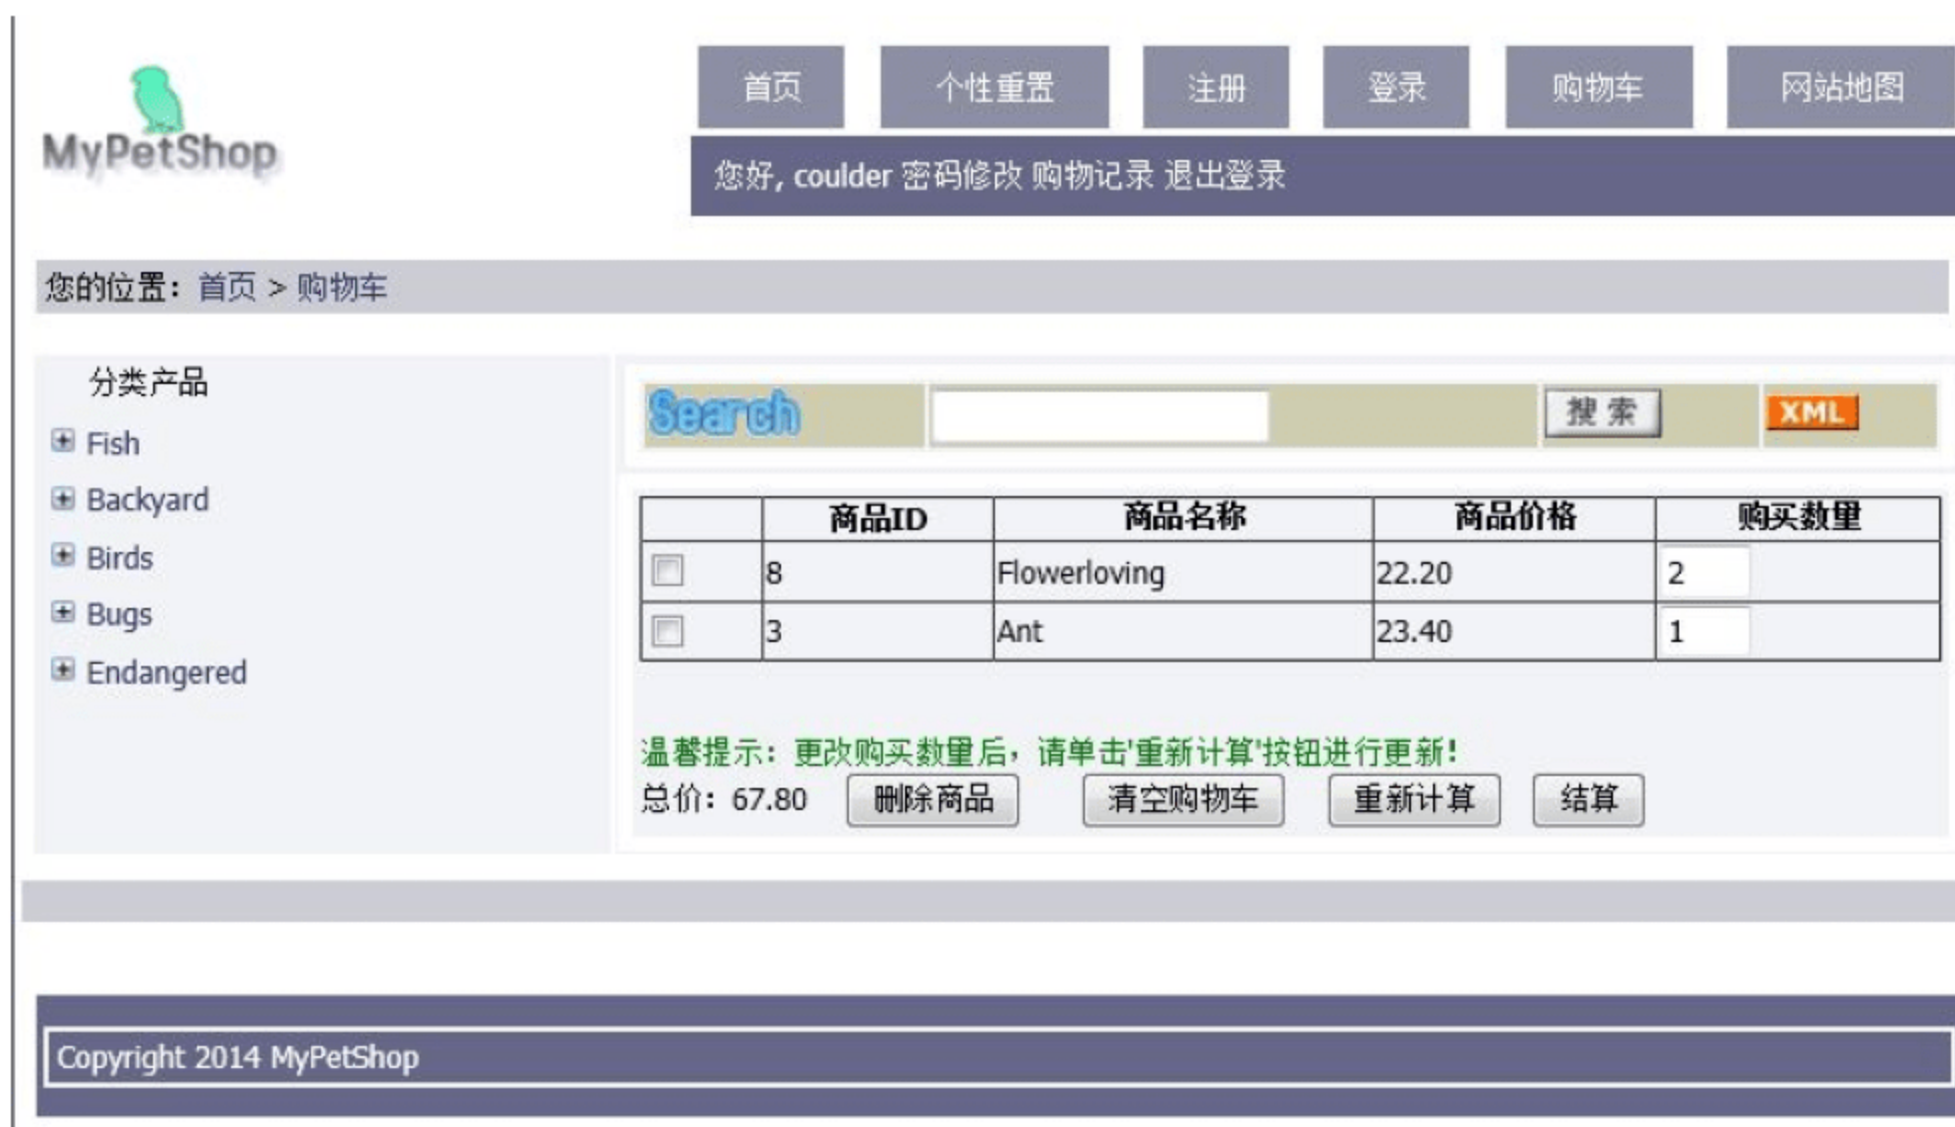 MyPetShop
首页 个性重置 注册 登录 购物车 网站地图
您好, coulder 密码修改 购物记录 退出登录
您的位置：首页 > 购物车
分类产品
Fish
Backyard
Birds
Bugs
Endangered
Search 搜索 XML
商品ID 商品名称 商品价格 购买数量
8 Flowerloving 22.20 2
3 Ant 23.40 1
温馨提示：更改购买数量后，请单击'重新计算'按钮进行更新！
总价：67.80 删除商品 清空购物车 重新计算 结算
Copyright 2014 MyPetShop